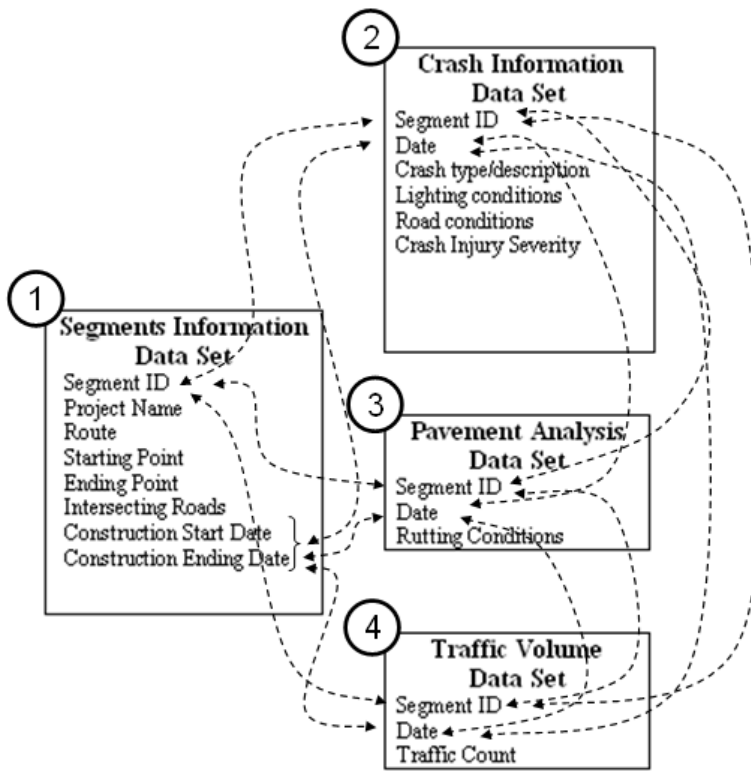 2
Crash Information
Data Set
Segment ID
Date
Crash type/description
Lighting conditions
Road conditions
Crash Injury Severity
1
Segments Information
Data Set
Segment ID
Project Name
Route
Starting Point
Ending Point
Intersecting Roads
Construction Start Date
Construction Ending Date
3
Pavement Analysis
Data Set
Segment ID
Date
Rutting Conditions
4
Traffic Volume
Data Set
Segment ID
Date
Traffic Count